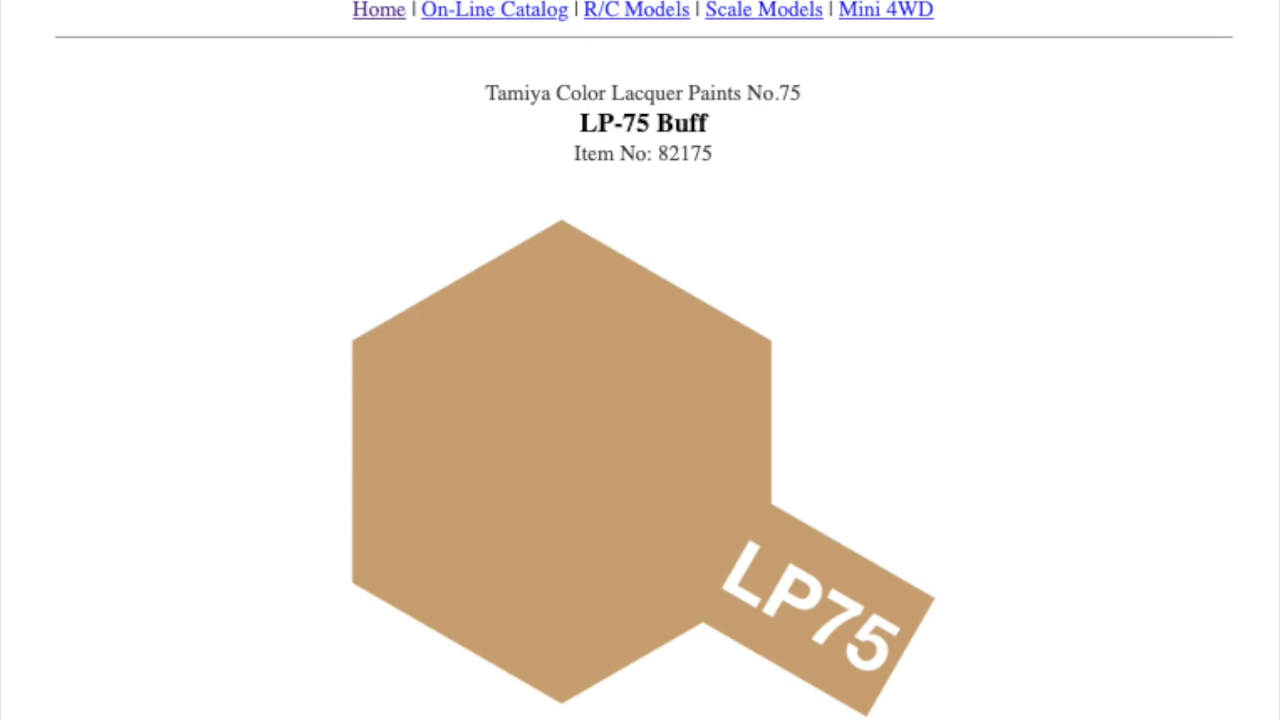 Home | On-Line Catalog | R/C Models | Scale Models | Mini 4WD
Tamiya Color Lacquer Paints No.75
LP-75 Buff
Item No: 82175
LP75